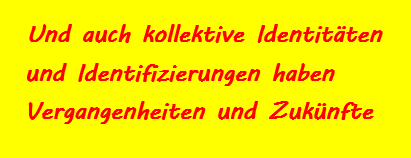 Und auch kollektive Identitäten
und Identifizierungen haben
Vergangenheiten und Zukünfte